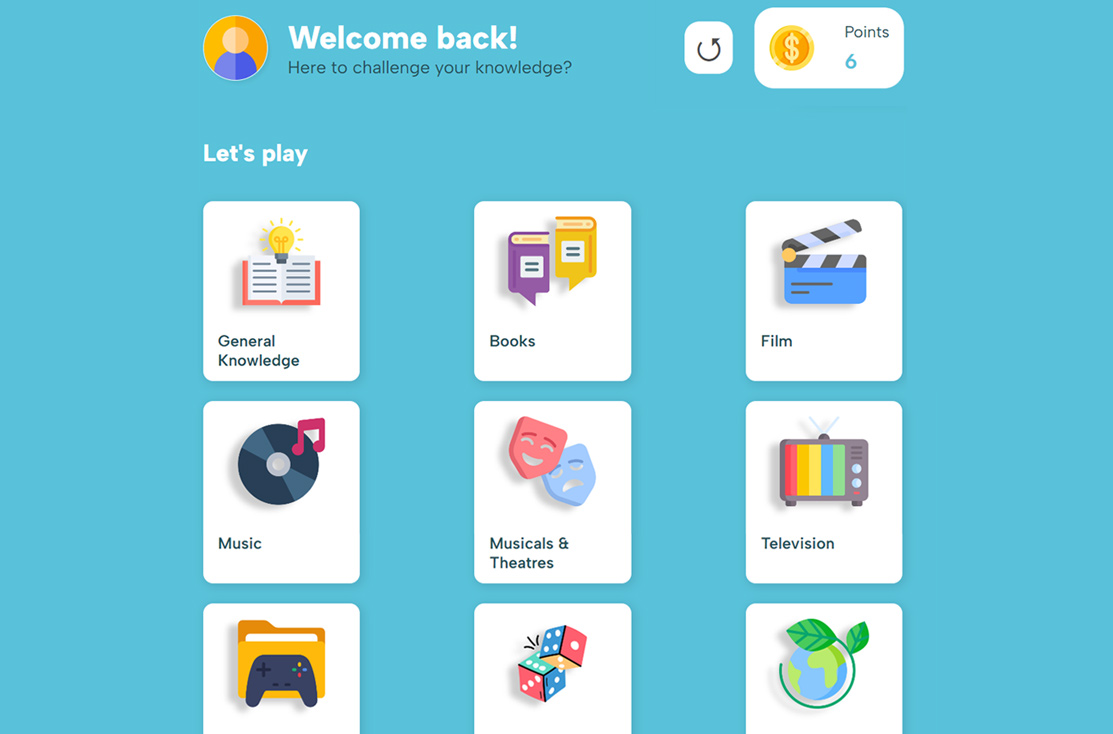 Welcome back!
Here to challenge your knowledge?
Points
6
Let's play
General
Knowledge
Books
Film
Music
Musicals &
Theatres
Television